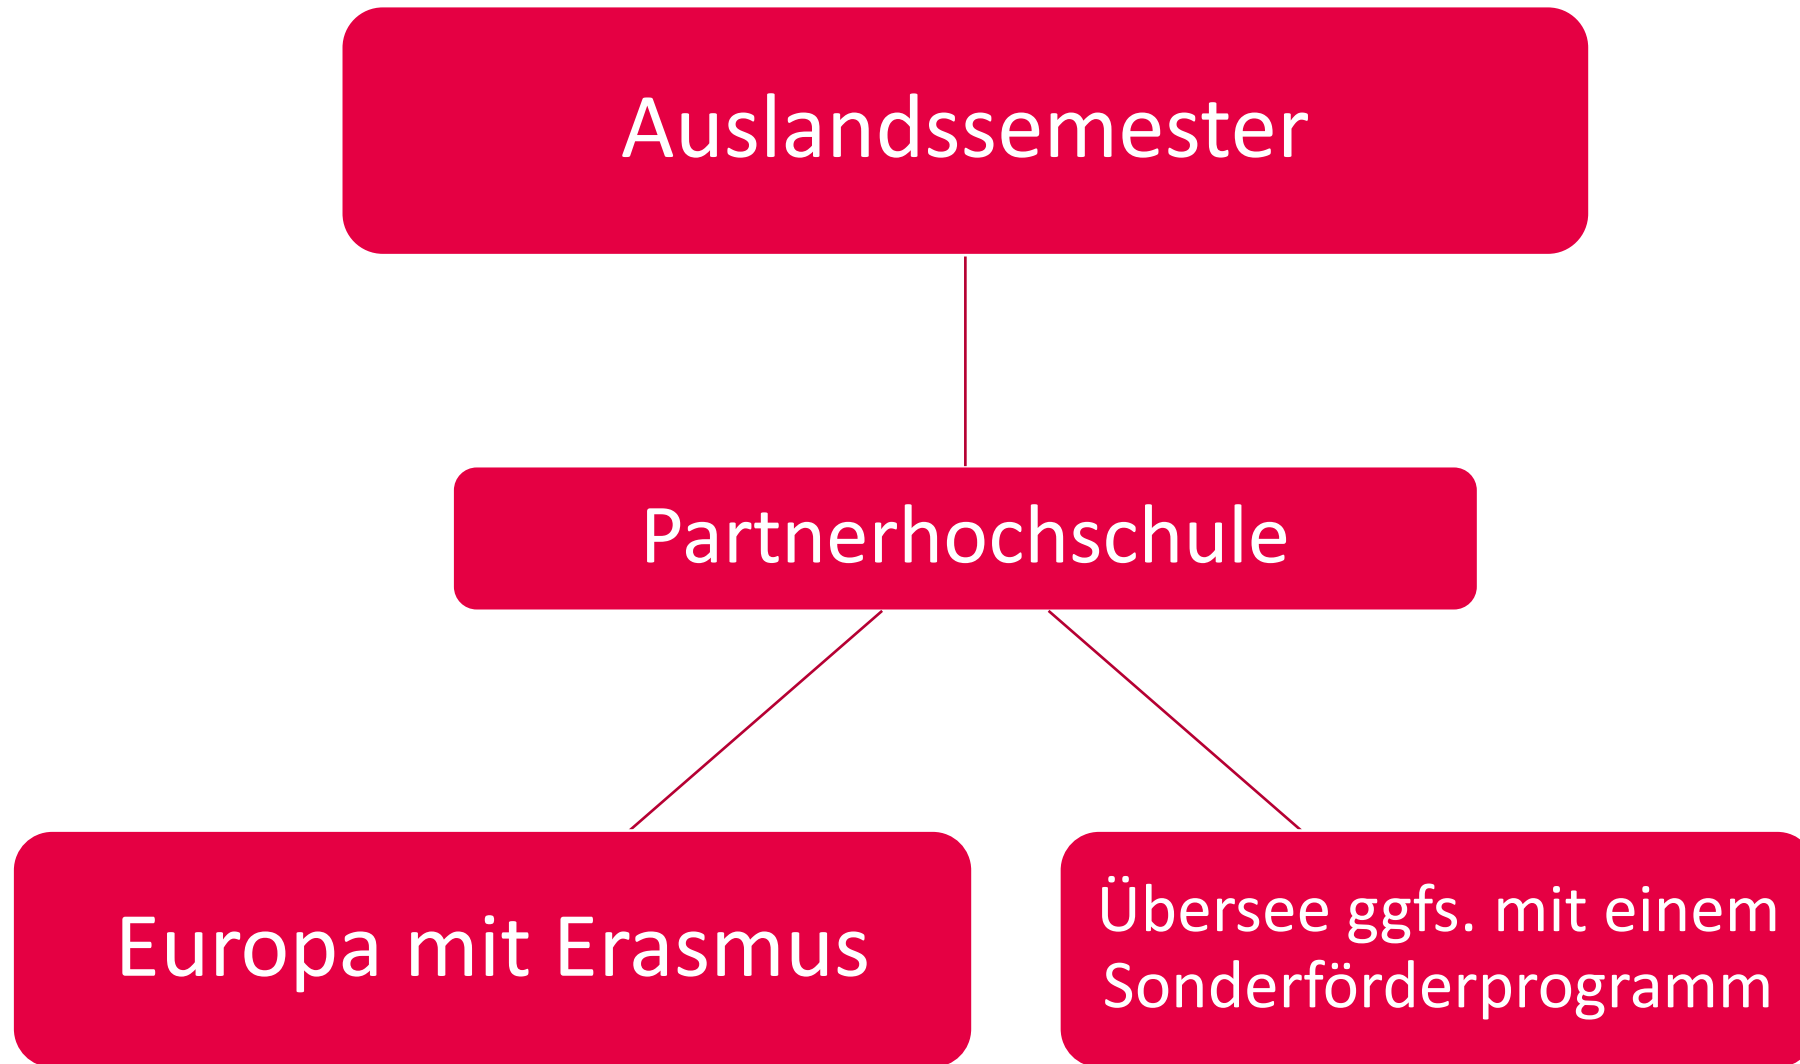 Auslandssemester
Partnerhochschule
Europa mit Erasmus
Übersee ggfs. mit einem
Sonderförderprogramm